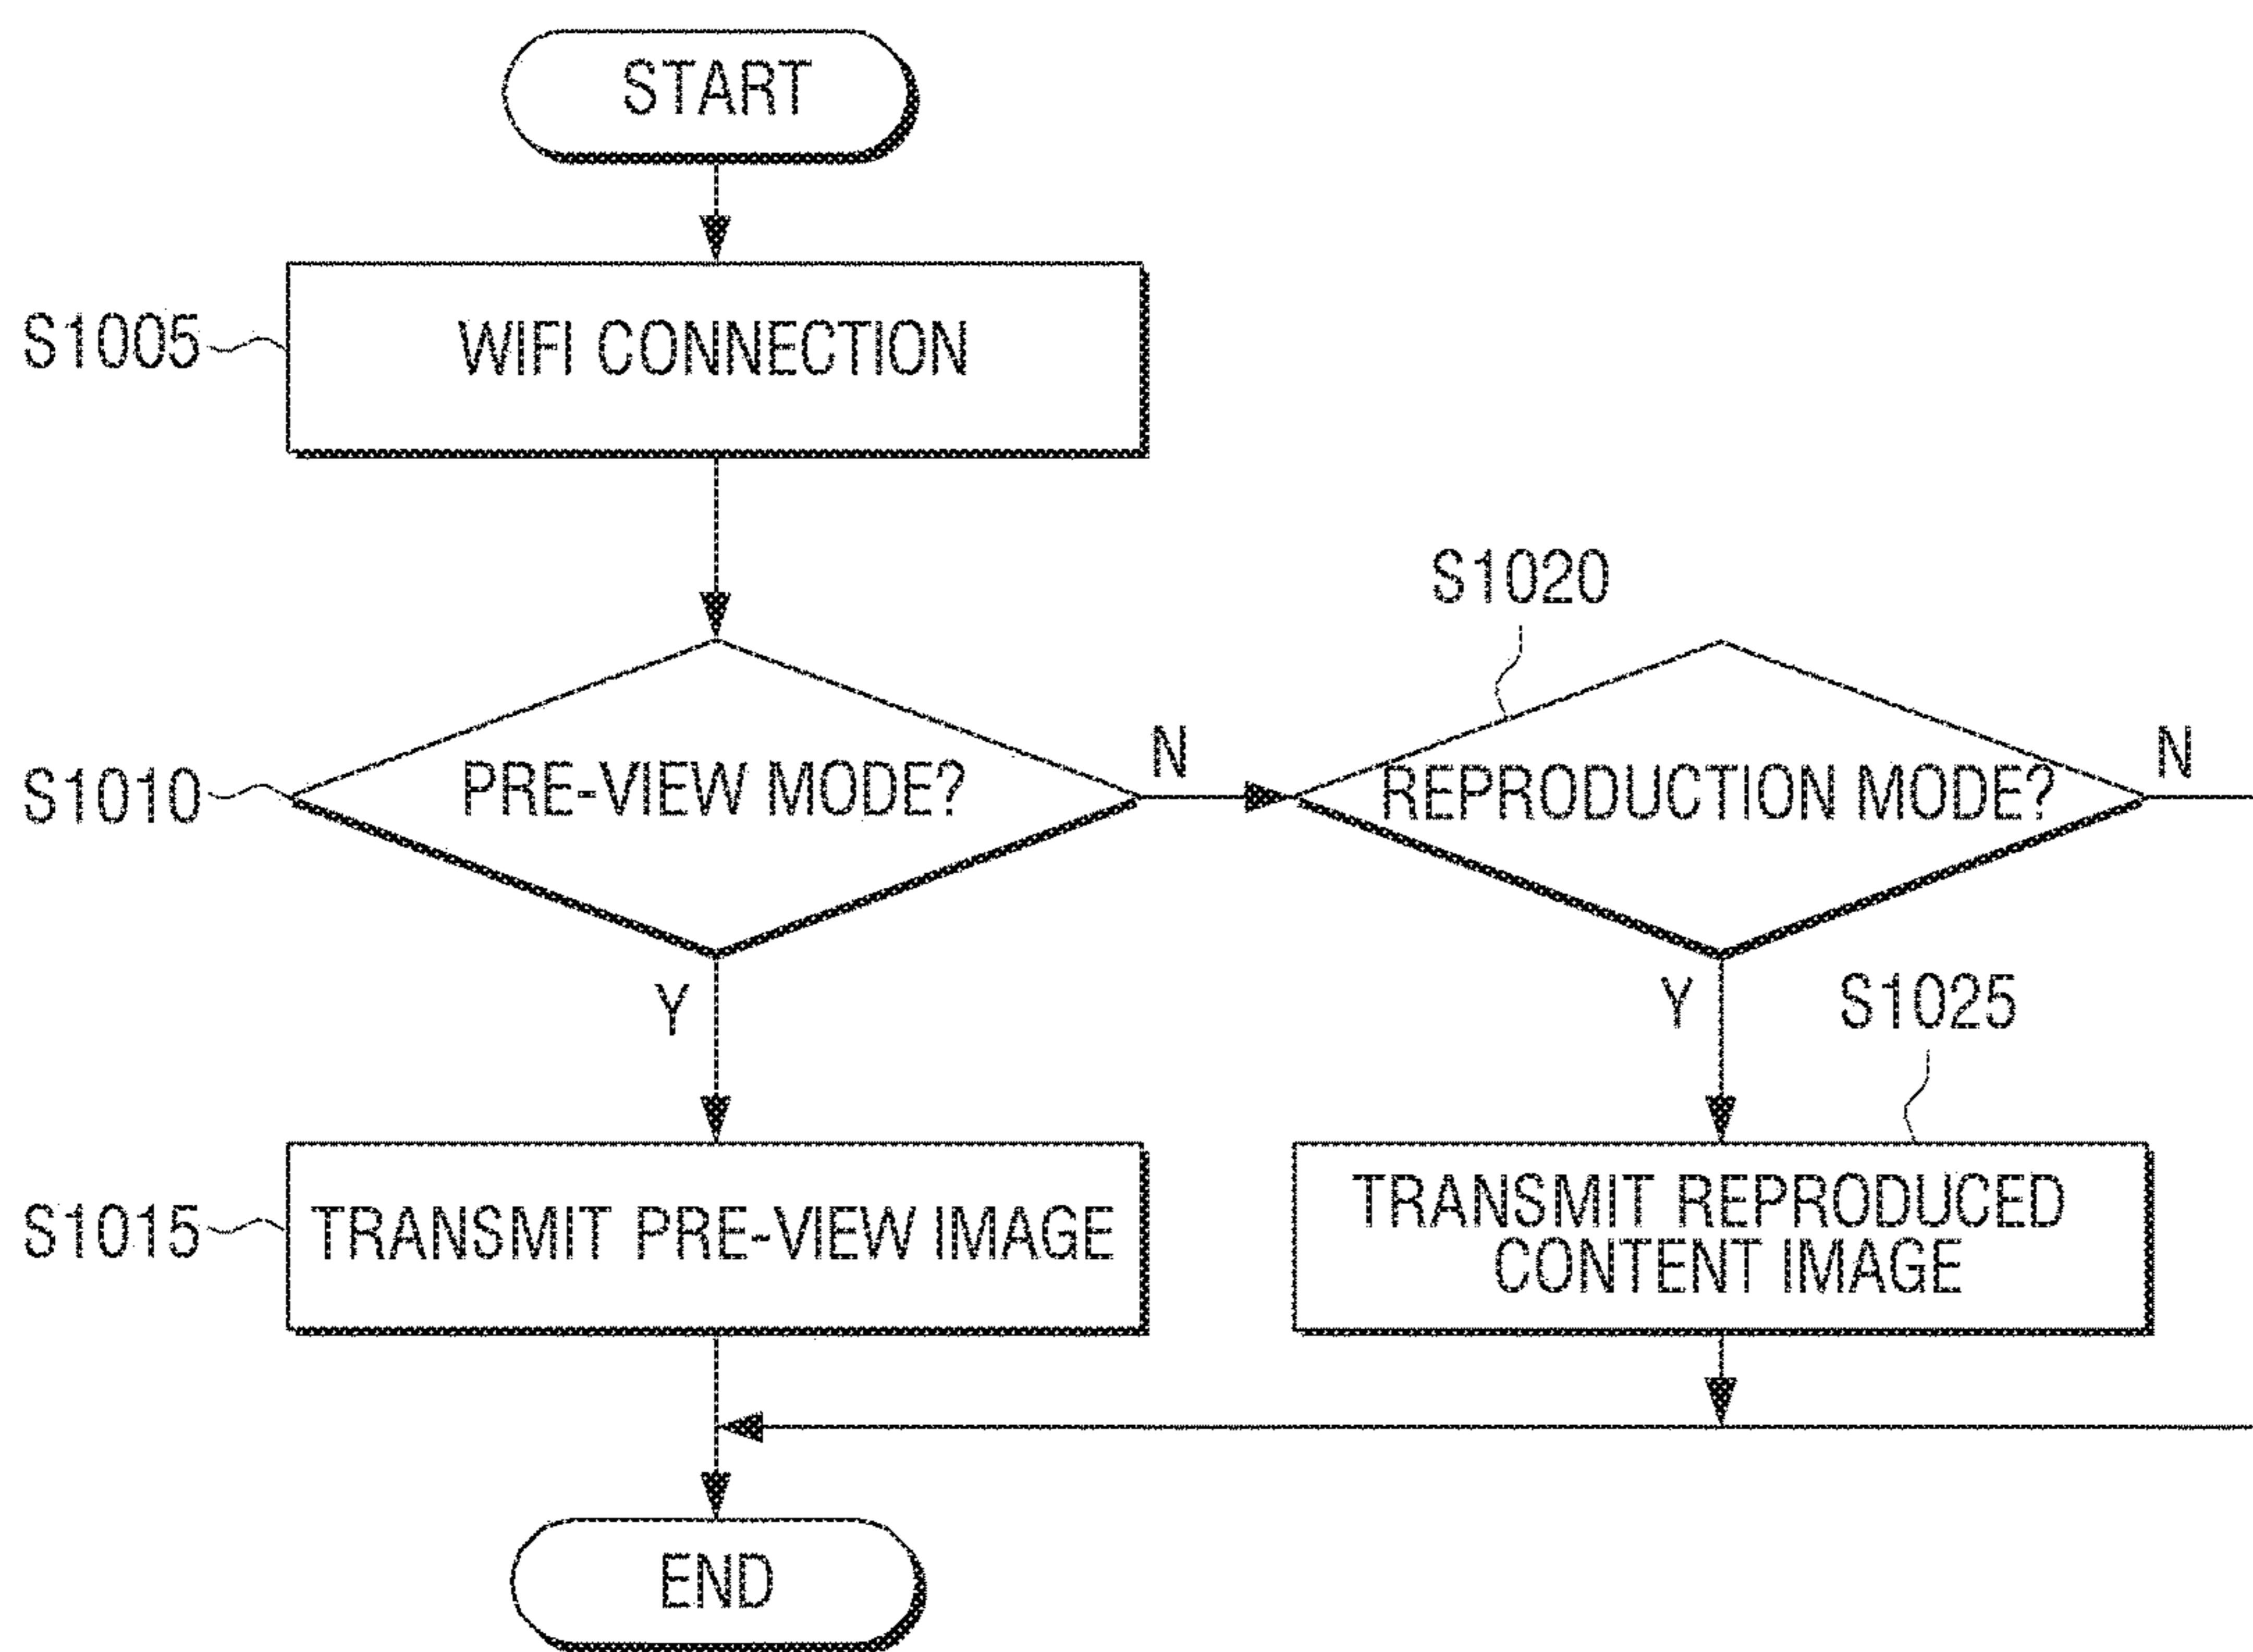 START
S1005
WIFI CONNECTION
S1020
S1010
PRE-VIEW MODE?
N
REPRODUCTION MODE?
N
Y
Y
S1025
S1015
TRANSMIT PRE-VIEW IMAGE
TRANSMIT REPRODUCED
CONTENT IMAGE
END